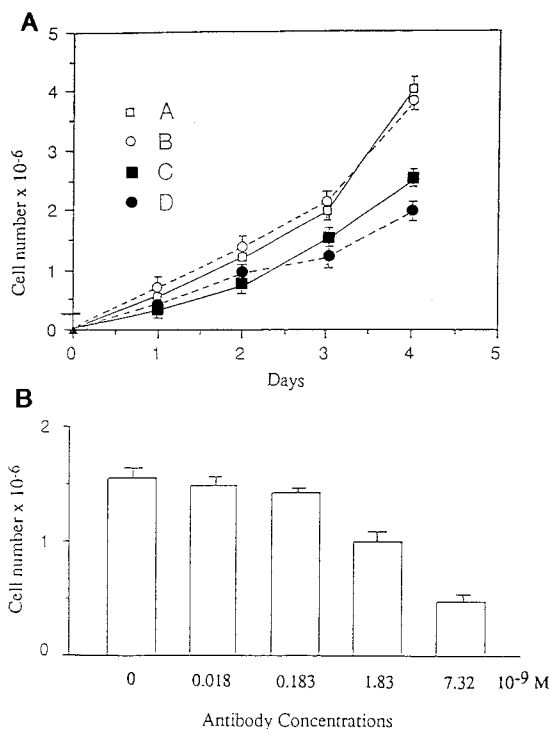 A
5
4
3
2
1
0
Cell number x 10-6
A
B
C
D
0 1 2 3 4 5
Days
B
2
1
0
Cell number x 10-6
0 0.018 0.183 1.83 7.32 10-9 M
Antibody Concentrations